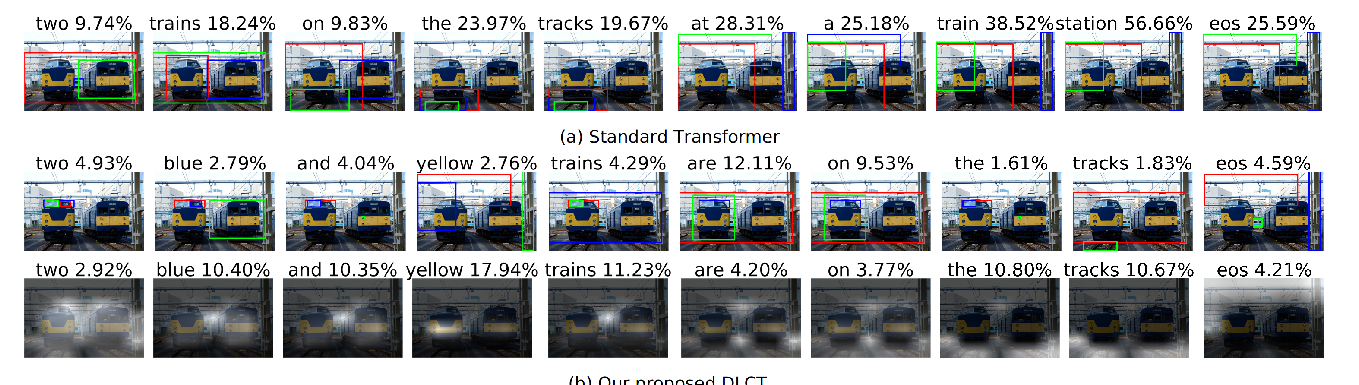 two 9.74% trains 18.24% on 9.83% the 23.97% tracks 19.67% at 28.31% a 25.18% train 38.52% station 56.66% eos 25.59%
(a) Standard Transformer
two 4.93% blue 2.79% and 4.04% yellow 2.76% trains 4.29% are 12.11% on 9.53% the 1.61% tracks 1.83% eos 4.59%
two 2.92% blue 10.40% and 10.35% yellow 17.94% trains 11.23% are 4.20% on 3.77% the 10.80% tracks 10.67% eos 4.21%
(b) Our proposed DLCT